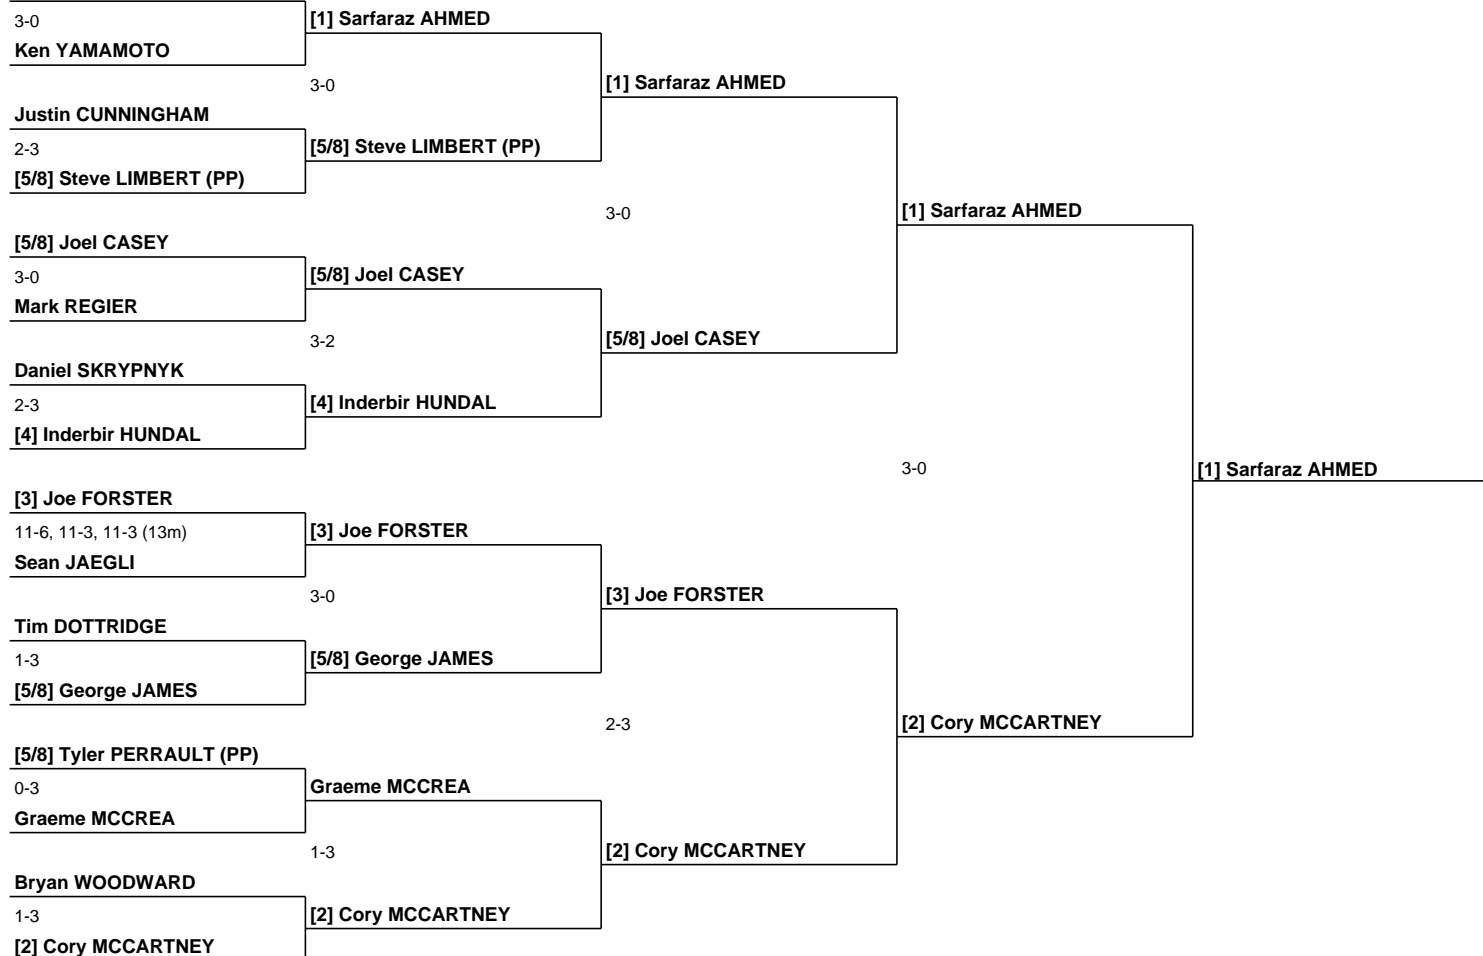 3-0
Ken YAMAMOTO
[1] Sarfaraz AHMED
3-0
Justin CUNNINGHAM
2-3
[5/8] Steve LIMBERT (PP)
[5/8] Steve LIMBERT (PP)
[1] Sarfaraz AHMED
3-0
[5/8] Joel CASEY
3-0
Mark REGIER
[5/8] Joel CASEY
3-2
Daniel SKRYPNYK
2-3
[4] Inderbir HUNDAL
[4] Inderbir HUNDAL
[5/8] Joel CASEY
[1] Sarfaraz AHMED
3-0
[1] Sarfaraz AHMED
[3] Joe FORSTER
11-6, 11-3, 11-3 (13m)
Sean JAEGLI
[3] Joe FORSTER
3-0
Tim DOTTRIDGE
1-3
[5/8] George JAMES
[5/8] George JAMES
[3] Joe FORSTER
2-3
[2] Cory MCCARTNEY
[5/8] Tyler PERRAULT (PP)
0-3
Graeme MCCREA
Graeme MCCREA
1-3
[2] Cory MCCARTNEY
Bryan WOODWARD
1-3
[2] Cory MCCARTNEY
[2] Cory MCCARTNEY